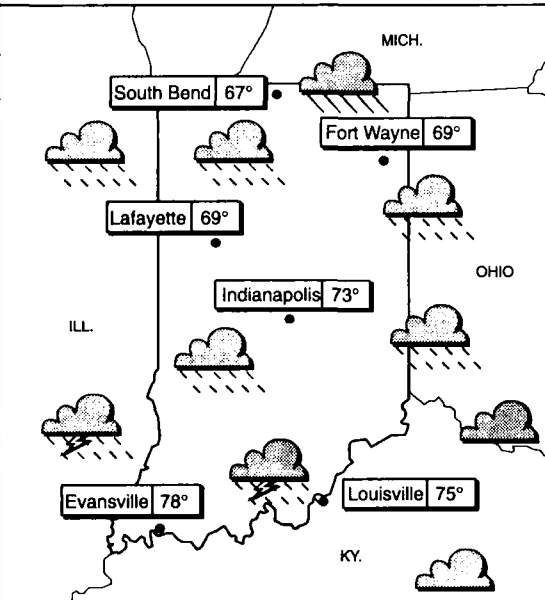 MICH.
South Bend 67°
Fort Wayne 69°
Lafayette 69°
OHIO
Indianapolis 73°
ILL.
Evansville 78°
Louisville 75°
KY.